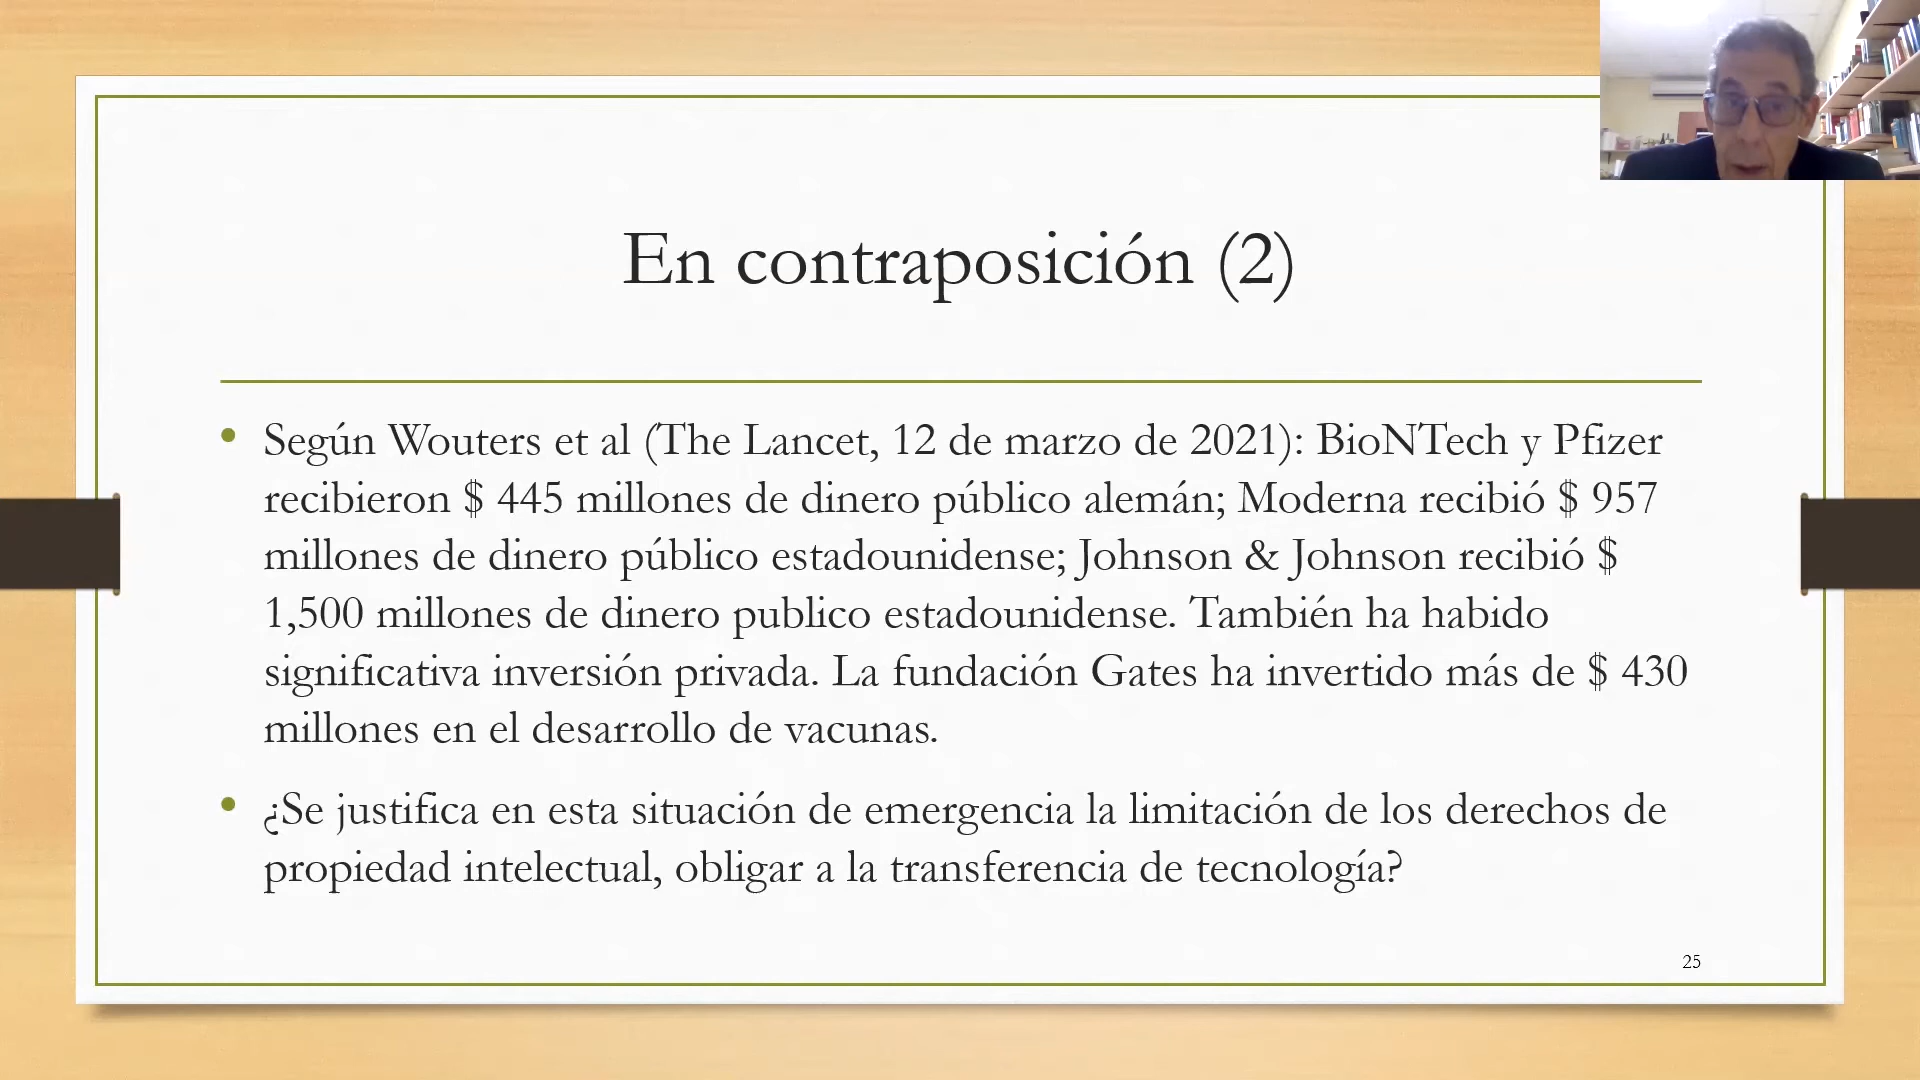 En contraposición (2)
• Según Wouters et al (The Lancet, 12 de marzo de 2021): BioNTech y Pfizer
recibieron $ 445 millones de dinero público alemán; Moderna recibió $ 957
millones de dinero público estadounidense; Johnson & Johnson recibió $
1,500 millones de dinero publico estadounidense. También ha habido
significativa inversión privada. La fundación Gates ha invertido más de $ 430
millones en el desarrollo de vacunas.
• ¿Se justifica en esta situación de emergencia la limitación de los derechos de
propiedad intelectual, obligar a la transferencia de tecnología?
25